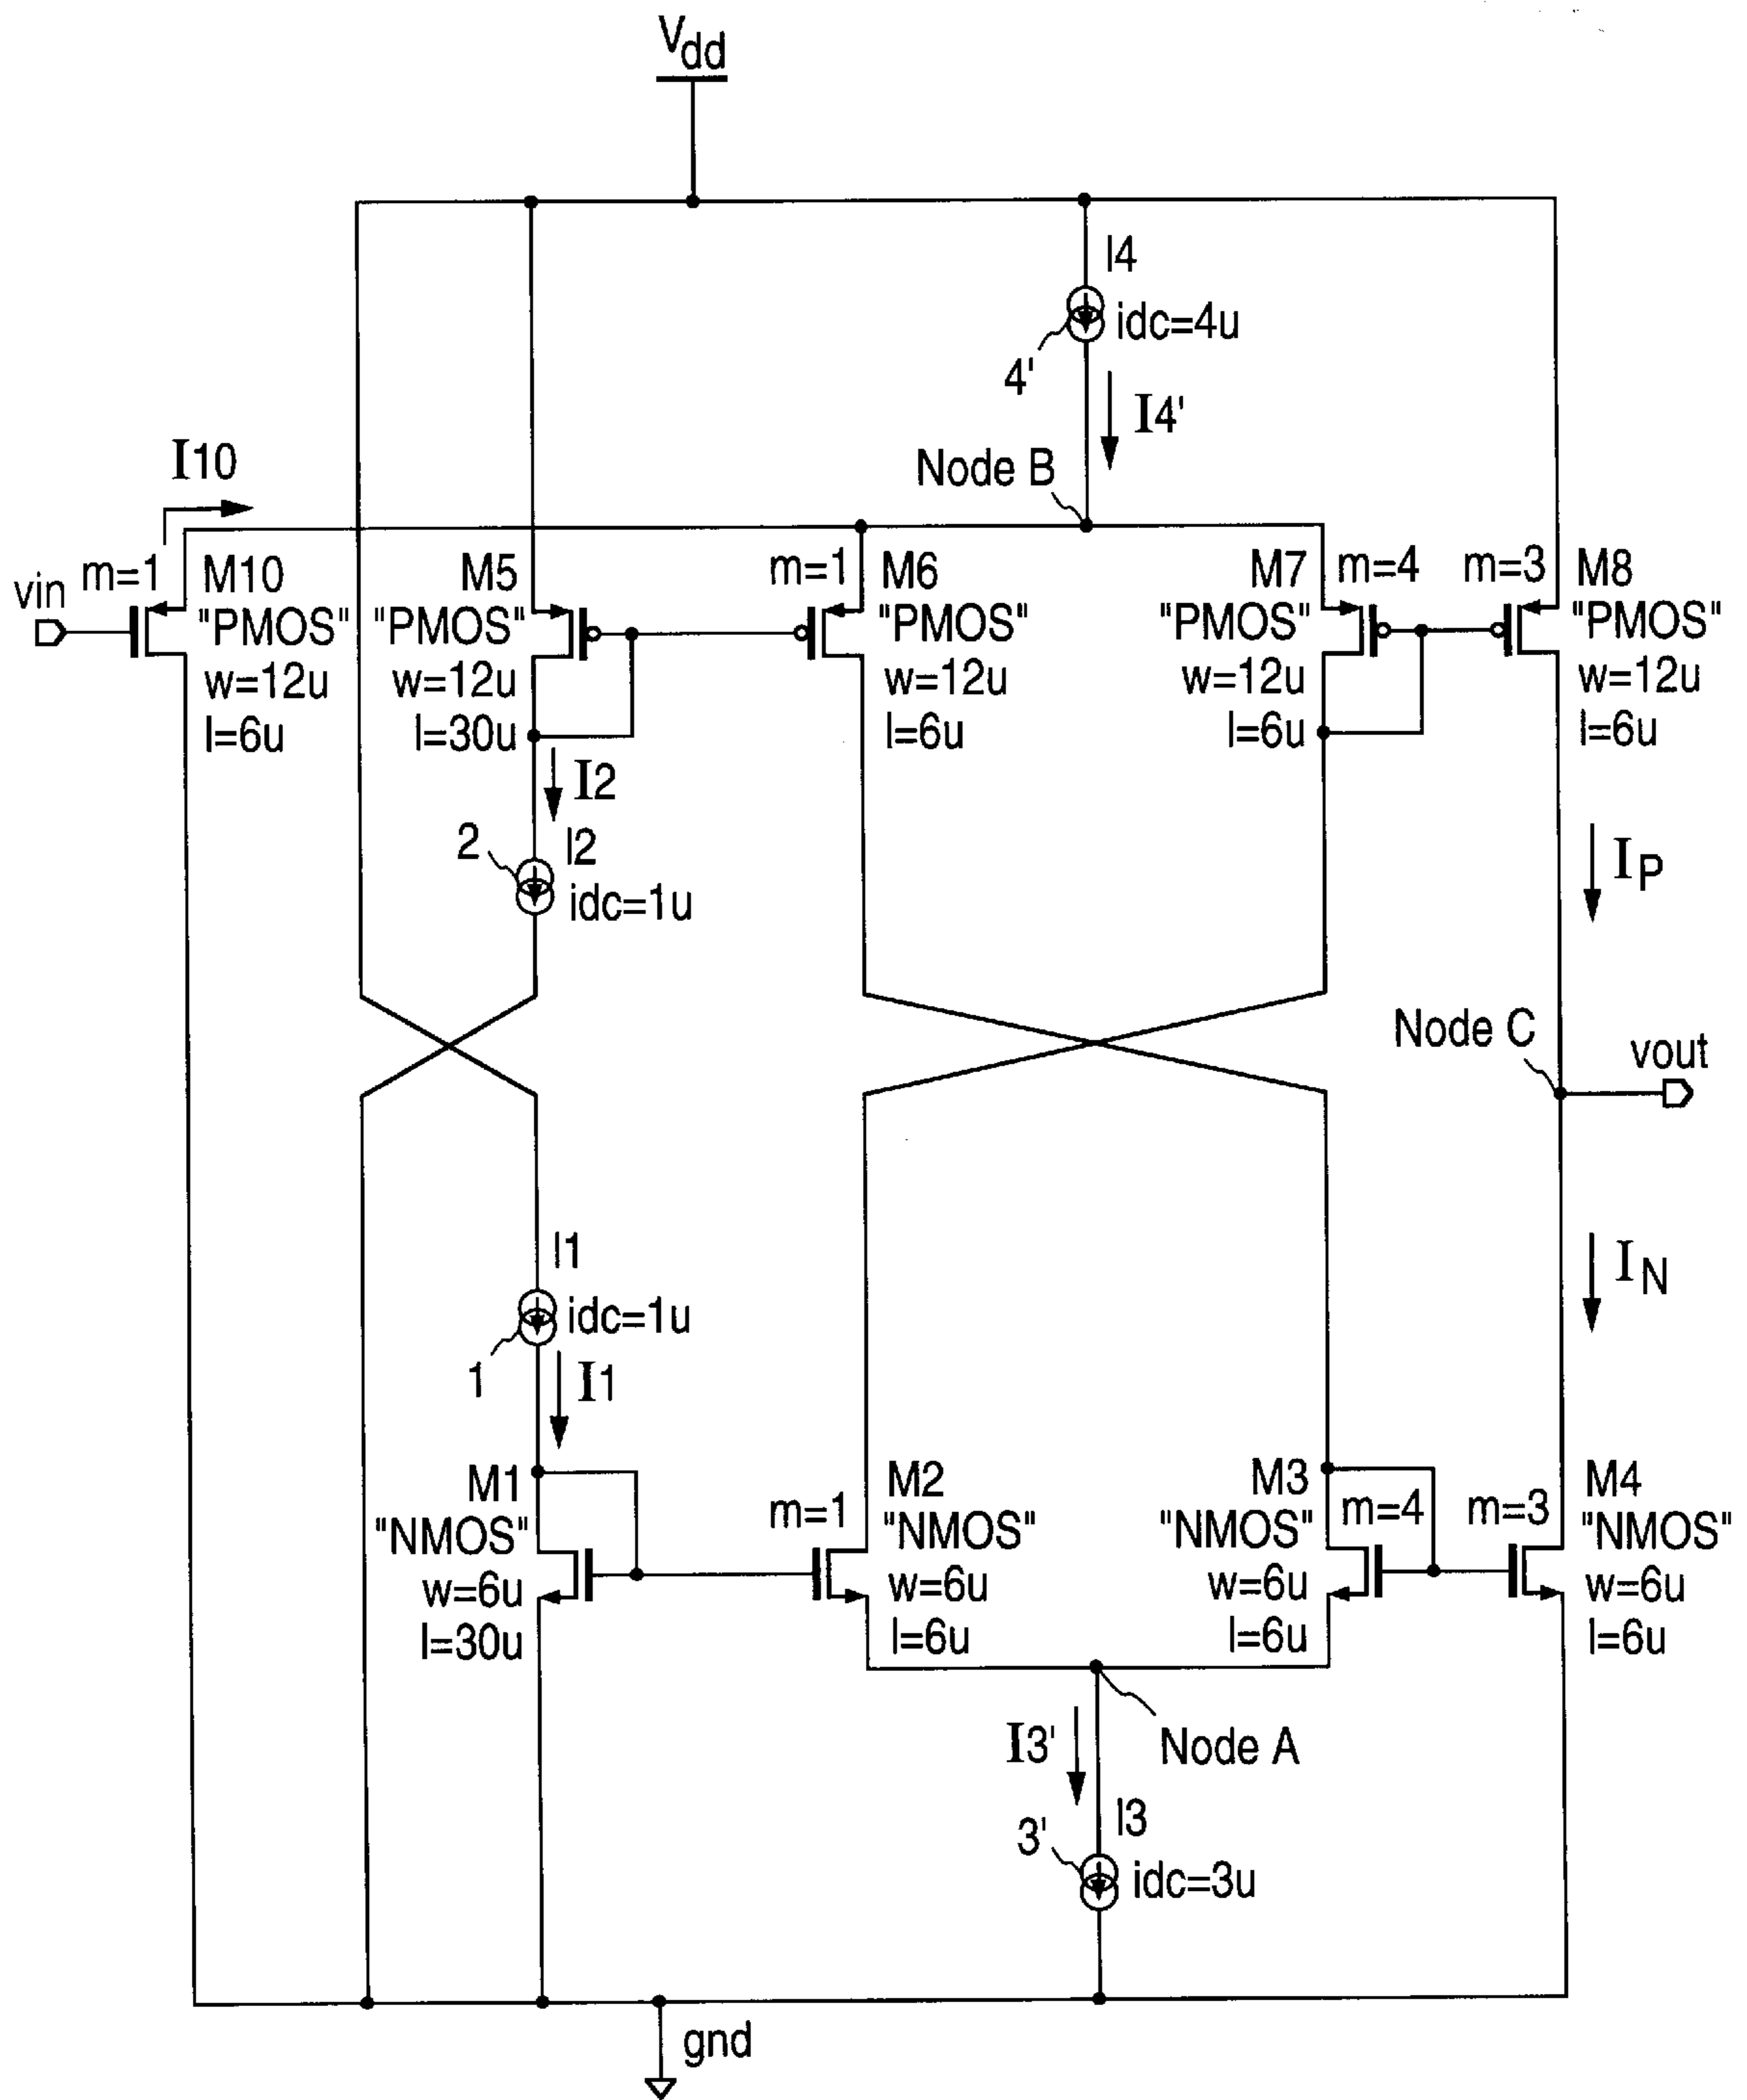 Vdd
I4
idc=4u
4'
I4'
Node B
I10
vin
m=1
M10
"PMOS"
w=12u
l=6u
M5
"PMOS"
w=12u
l=30u
m=1
M6
"PMOS"
w=12u
l=6u
M7
"PMOS"
w=12u
l=6u
m=4
m=3
M8
"PMOS"
w=12u
l=6u
I2
2
I2
idc=1u
IP
Node C
vout
I1
idc=1u
1
I1
IN
M1
"NMOS"
w=6u
l=30u
m=1
M2
"NMOS"
w=6u
l=6u
M3
"NMOS"
w=6u
l=6u
m=4
m=3
M4
"NMOS"
w=6u
l=6u
I3'
Node A
I3
3'
idc=3u
gnd